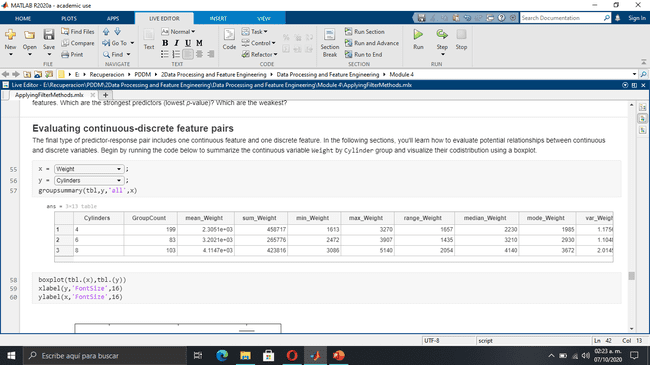 MATLAB R2020a - academic use
HOME PLOTS APPS LIVE EDITOR INSERT VIEW
Search Documentation Sign In
New Open Save Find Files Compare Print
Go To Find
Text Normal
B I U M
Code Task Control Refactor
Section Break Run Section Run and Advance Run to End
Run Step Stop
FILE NAVIGATE TEXT CODE SECTION RUN
E: Recuperacion PDDM 2Data Processing and Feature Engineering Data Processing and Feature Engineering Module 4
Live Editor - E:\Recuperacion\PDDM\2Data Processing and Feature Engineering\Data Processing and Feature Engineering\Module 4\ApplyingFilterMethods.mlx
ApplyingFilterMethods.mlx
features. Which are the strongest predictors (lowest p-value)? Which are the weakest?
Evaluating continuous-discrete feature pairs
The final type of predictor-response pair includes one continuous feature and one discrete feature. In the following sections, you'll learn how to evaluate potential relationships between continuous
and discrete variables. Begin by running the code below to summarize the continuous variable Weight by Cylinder group and visualize their codistribution using a boxplot.
55 x = Weight ;
56 y = Cylinders ;
57 groupsummary(tbl,y,'all',x)
ans = 3×13 table
Cylinders GroupCount mean_Weight sum_Weight min_Weight max_Weight range_Weight median_Weight mode_Weight var_Weigh
1 4 199 2.3051e+03 458717 1613 3270 1657 2230 1985 1.175
2 6 83 3.2021e+03 265776 2472 3907 1435 3210 2930 1.104
3 8 103 4.1147e+03 423816 3086 5140 2054 4140 3672 2.014
58 boxplot(tbl.(x),tbl.(y))
59 xlabel(y,'FontSize',16)
60 ylabel(x,'FontSize',16)
UTF-8 script Ln 42 Col 13
Escribe aquí para buscar
02:23 a. m.
07/10/2020